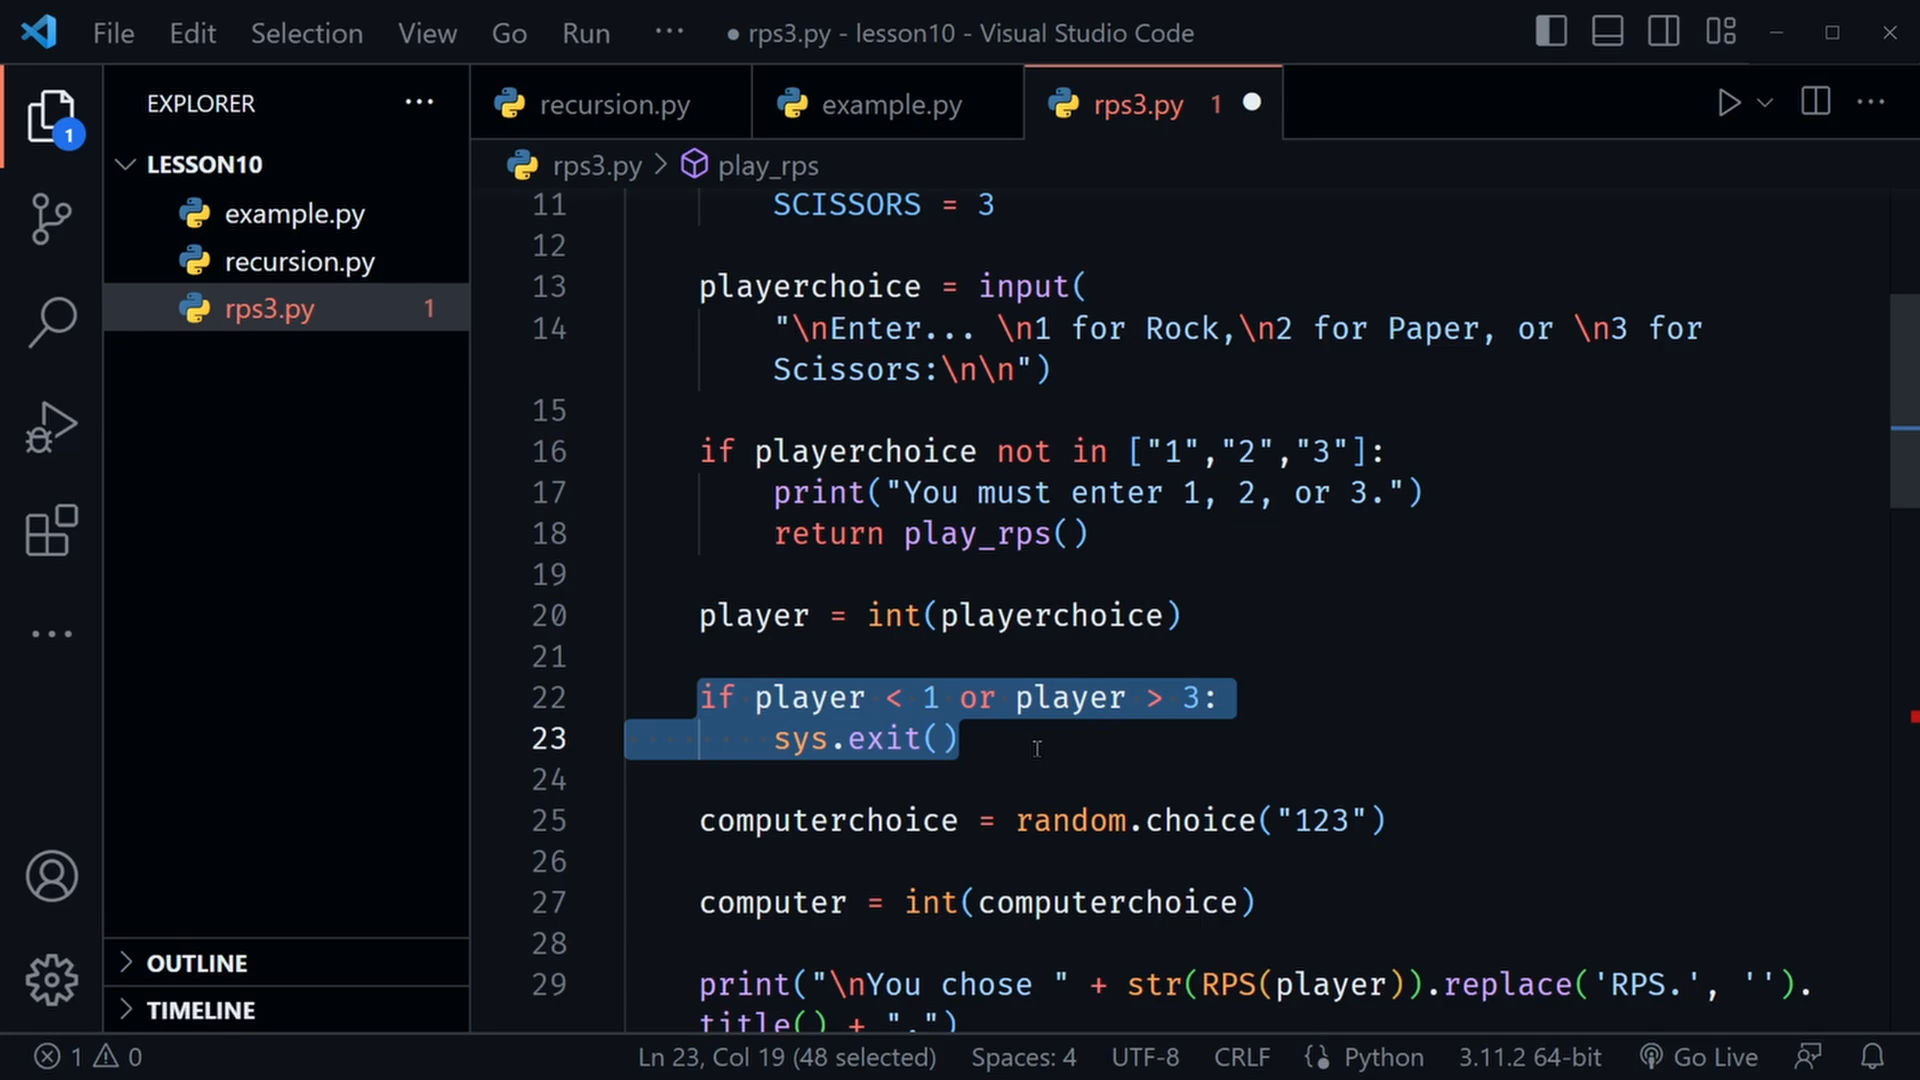 File Edit Selection View Go Run ··· ● rps3.py - lesson10 - Visual Studio Code
EXPLORER ···
recursion.py example.py rps3.py 1
rps3.py > play_rps
1
LESSON10
example.py
recursion.py
rps3.py 1
OUTLINE
TIMELINE
11 SCISSORS = 3
12
13 playerchoice = input(
14 "\nEnter... \n1 for Rock,\n2 for Paper, or \n3 for
Scissors:\n\n")
15
16 if playerchoice not in ["1","2","3"]:
17 print("You must enter 1, 2, or 3.")
18 return play_rps()
19
20 player = int(playerchoice)
21
22 if player < 1 or player > 3:
23 sys.exit()
24
25 computerchoice = random.choice("123")
26
27 computer = int(computerchoice)
28
29 print("\nYou chose " + str(RPS(player)).replace('RPS.', '').
title() + ".")
1 0 Ln 23, Col 19 (48 selected) Spaces: 4 UTF-8 CRLF Python 3.11.2 64-bit Go Live